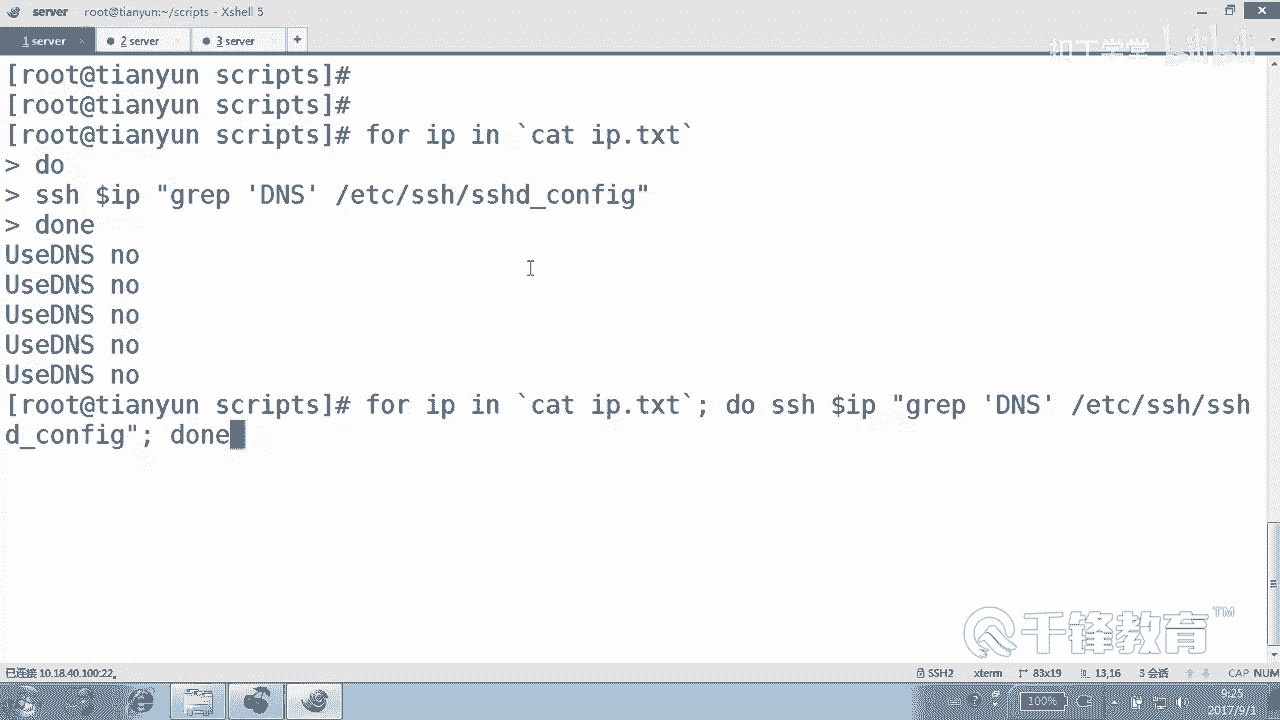 server root@tianyun:~/scripts - Xshell 5
1 server 2 server 3 server +
扣丁学堂 bilibili
[root@tianyun scripts]#
[root@tianyun scripts]#
[root@tianyun scripts]# for ip in `cat ip.txt`
> do
> ssh $ip "grep 'DNS' /etc/ssh/sshd_config"
> done
UseDNS no
UseDNS no
UseDNS no
UseDNS no
UseDNS no
[root@tianyun scripts]# for ip in `cat ip.txt`; do ssh $ip "grep 'DNS' /etc/ssh/ssh
d_config"; done
千锋教育™
已连接 10.18.40.100:22。 SSH2 xterm 83x19 13,16 3 会话 CAP NUM
100% 9:25
2017/9/1